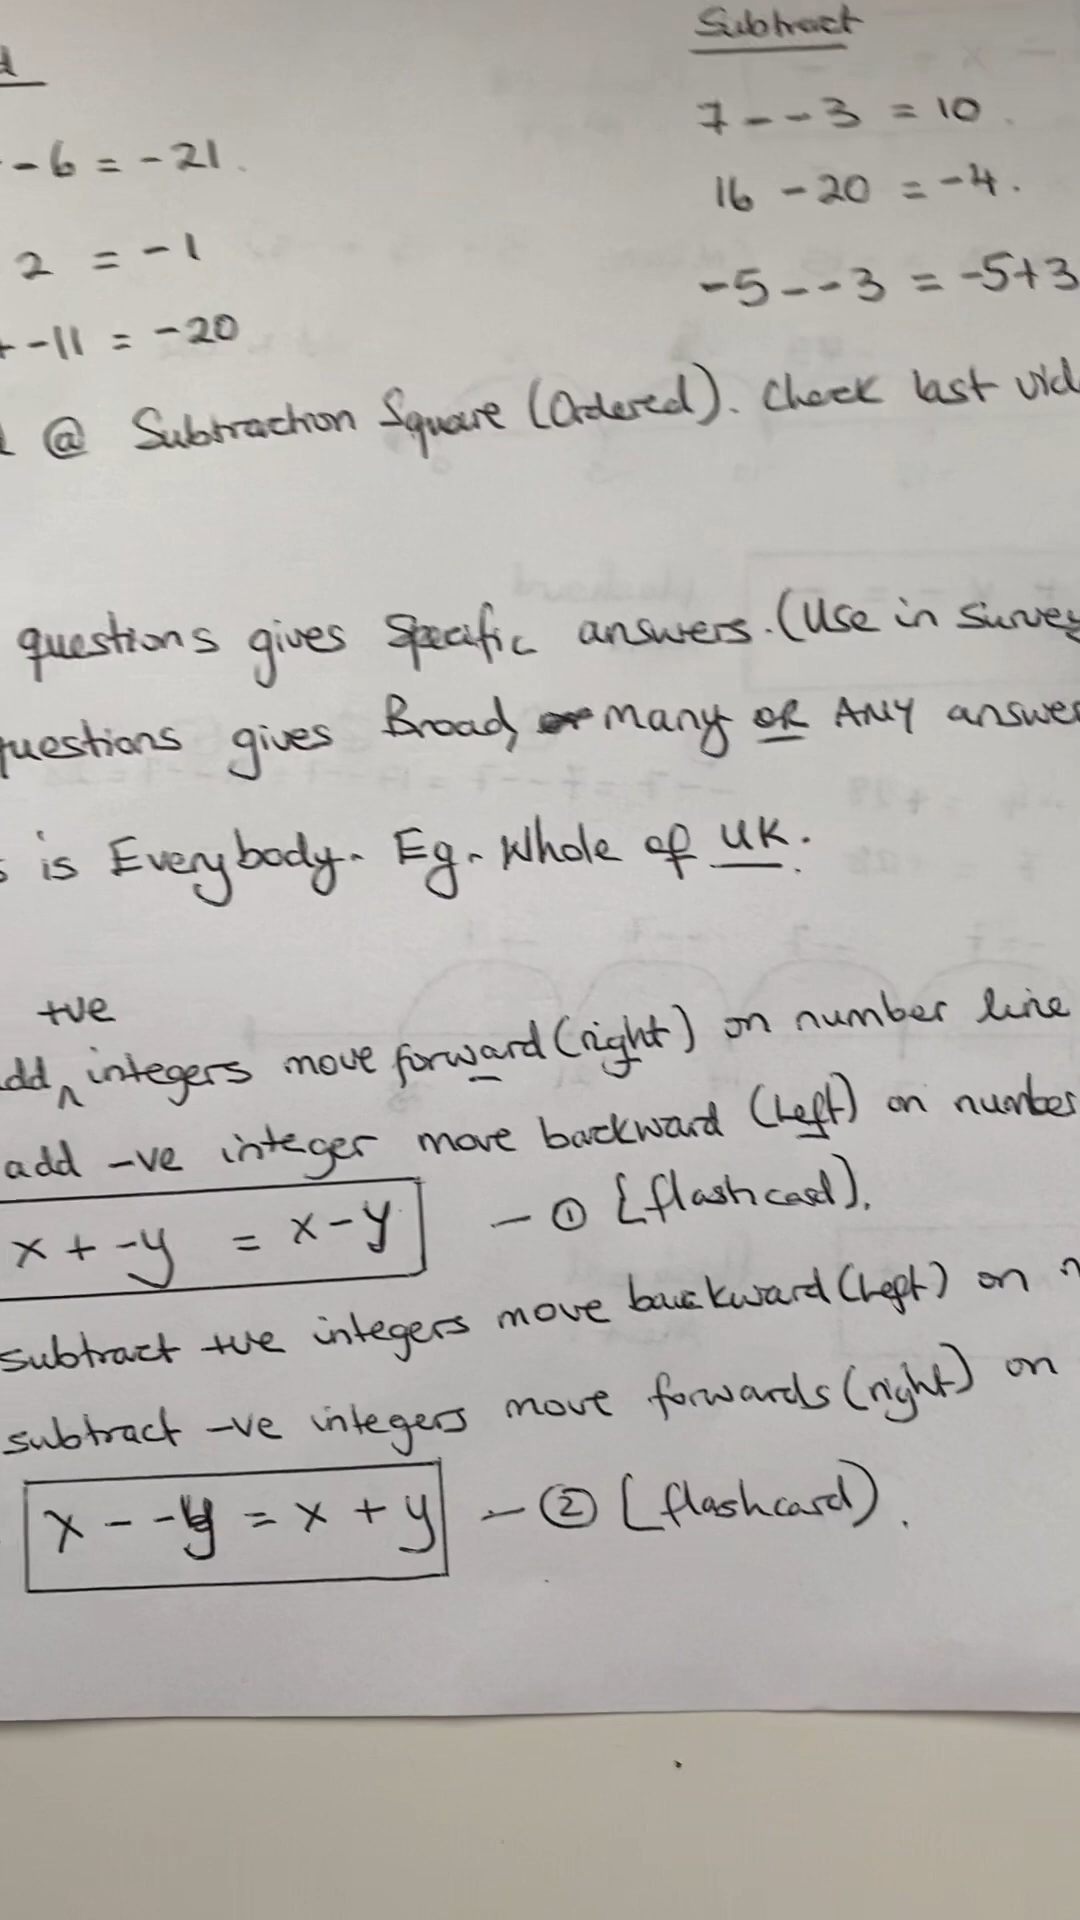 Subtract
7 - - 3 = 10.
- 6 = -21.
16 - 20 = -4.
2 = -1
-5 - - 3 = -5+3
+ -11 = -20
@ Subtraction Square (Ordered). Check last vid
questions gives Specific answers. (Use in Survey
questions gives Broad, many OR ANY answer
is Everybody. Eg. Whole of UK.
+ve
add ^ integers move forward (right) on number line
add -ve integer move backward (Left) on number
x + -y = x - y - ① [flashcard).
subtract +ve integers move backward (Left) on
subtract -ve integers move forwards (right) on
x - -y = x + y - ② [flashcard).